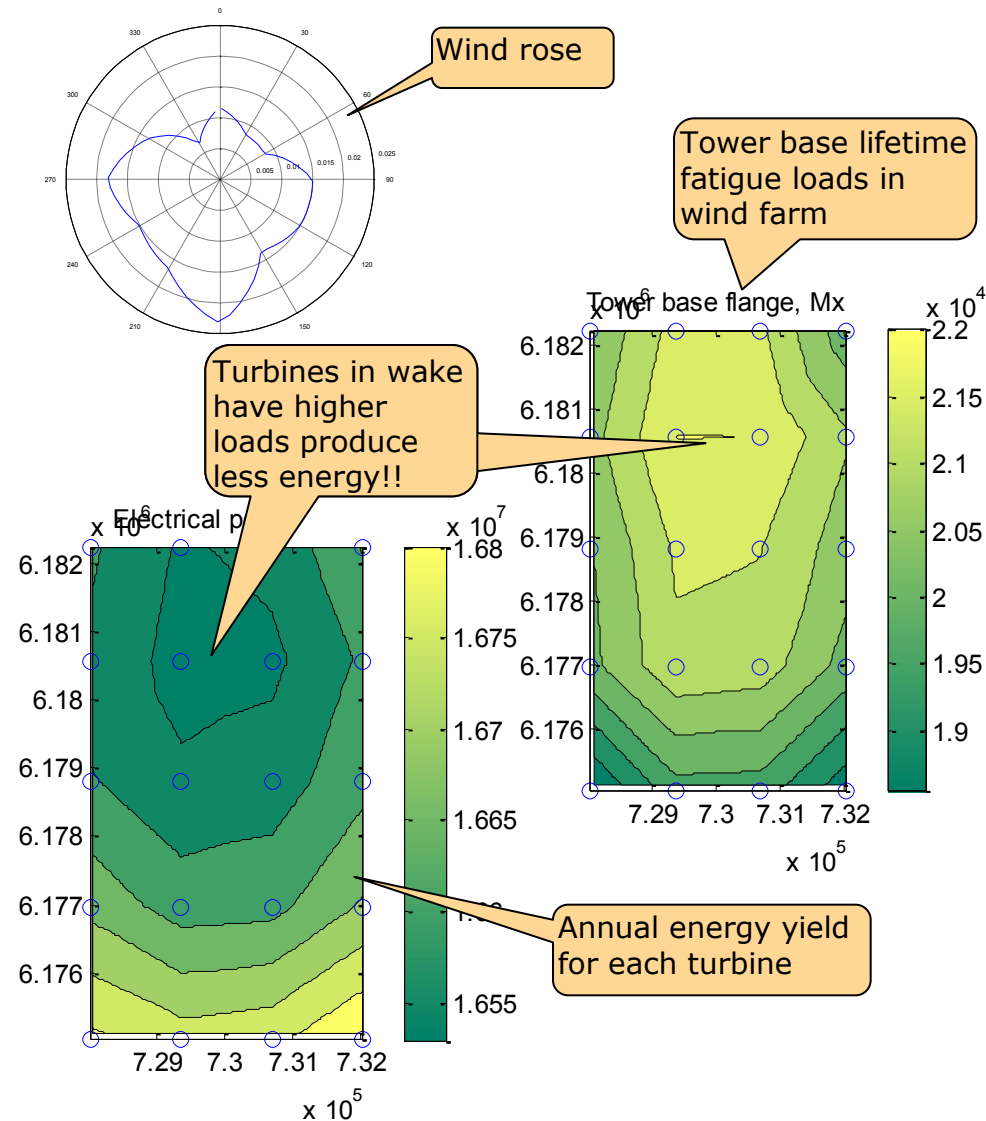 0
30
60
90
120
150
210
240
270
300
330
0.005
0.01
0.015
0.02
0.025
Wind rose
Tower base lifetime
fatigue loads in
wind farm
Tower base flange, Mx
x 10^6
6.182
6.181
6.18
6.179
6.178
6.177
6.176
7.29 7.3 7.31 7.32
x 10^5
x 10^4
2.2
2.15
2.1
2.05
2
1.95
1.9
Turbines in wake
have higher
loads produce
less energy!!
Electrical p
x 10^6
6.182
6.181
6.18
6.179
6.178
6.177
6.176
7.29 7.3 7.31 7.32
x 10^5
x 10^7
1.68
1.675
1.67
1.665
1.655
Annual energy yield
for each turbine